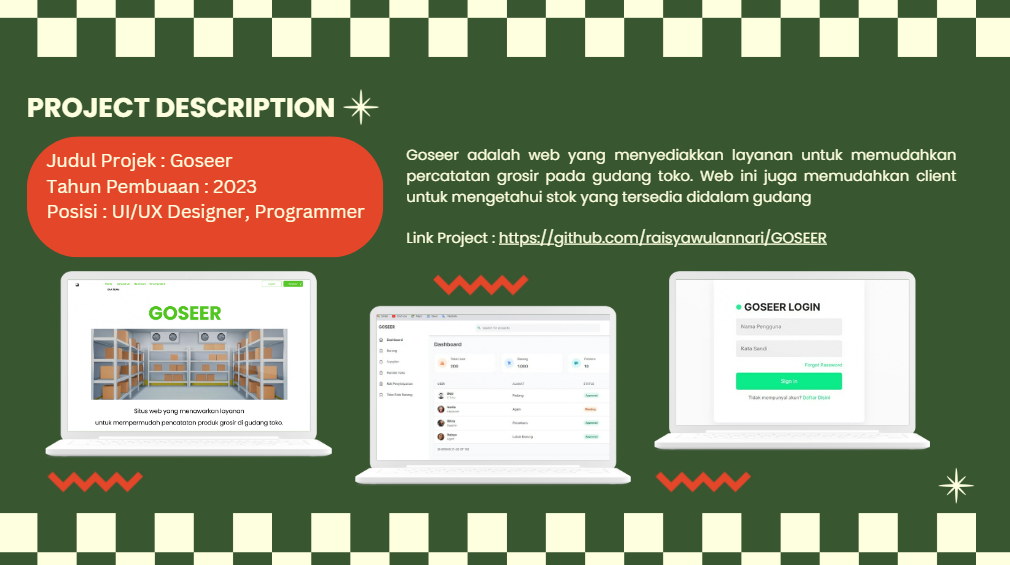 PROJECT DESCRIPTION
Judul Projek : Goseer
Tahun Pembuaan : 2023
Posisi : UI/UX Designer, Programmer
Goseer adalah web yang menyediakkan layanan untuk memudahkan
percatatan grosir pada gudang toko. Web ini juga memudahkan client
untuk mengetahui stok yang tersedia didalam gudang
Link Project : https://github.com/raisyawulannari/GOSEER
GOSEER
Situs web yang menawarkan layanan
untuk mempermudah pencatatan produk grosir di gudang toko.
GOSEER
Dashboard
Dashboard
Barang
GOSEER LOGIN
Nama Pengguna
Kata Sandi
Forgot Password
Sign In
Tidak mempunyai akun? Daftar Disini